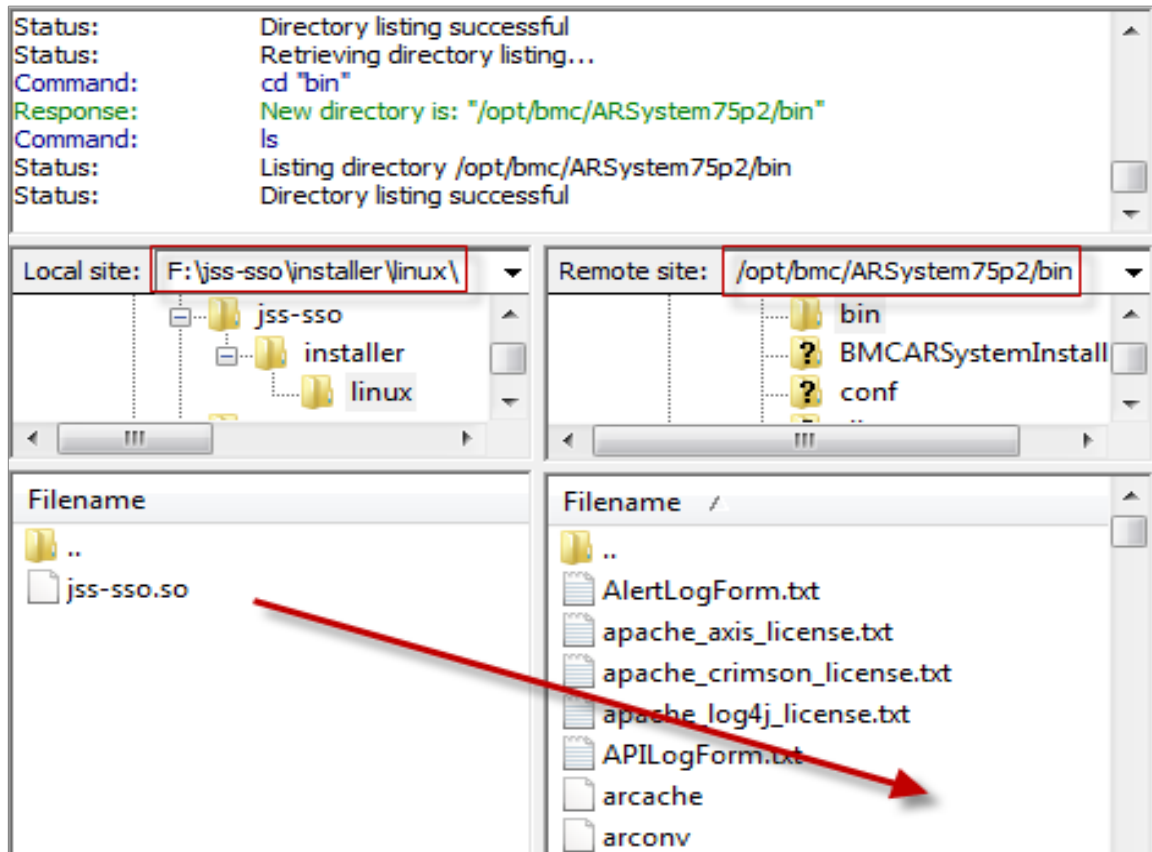 Status: Directory listing successful
Status: Retrieving directory listing...
Command: cd "bin"
Response: New directory is: "/opt/bmc/ARSystem75p2/bin"
Command: ls
Status: Listing directory /opt/bmc/ARSystem75p2/bin
Status: Directory listing successful
Local site: F:\jss-sso\installer\linux\
jss-sso
installer
linux
Remote site: /opt/bmc/ARSystem75p2/bin
bin
BMCARSystemInstall
conf
Filename
..
jss-sso.so
Filename
..
AlertLogForm.txt
apache_axis_license.txt
apache_crimson_license.txt
apache_log4j_license.txt
APILogForm.txt
arcache
arconv